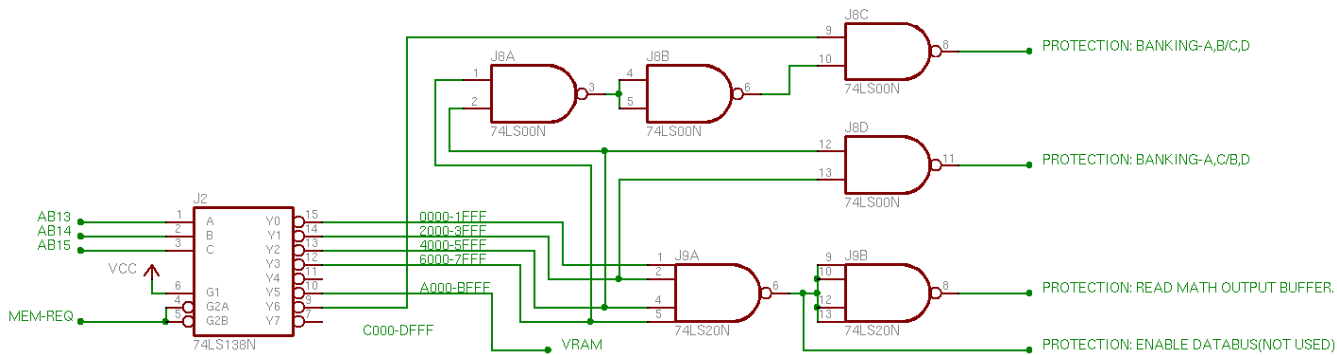 J8C
9
8
10
74LS00N
PROTECTION: BANKING-A,B/C,D
J8A
1
2
3
74LS00N
J8B
4
5
6
74LS00N
J8D
12
13
11
74LS00N
PROTECTION: BANKING-A,C/B,D
J2
AB13
AB14
AB15
VCC
MEM-REQ
1 A Y0 15
2 B Y1 14
3 C Y2 13
Y3 12
Y4 11
6 G1 Y5 10
4 G2A Y6 9
5 G2B Y7 7
74LS138N
0000-1FFF
2000-3FFF
4000-5FFF
6000-7FFF
A000-BFFF
C000-DFFF
VRAM
J9A
1
2
4
5
6
74LS20N
J9B
9
10
12
13
8
74LS20N
PROTECTION: READ MATH OUTPUT BUFFER.
PROTECTION: ENABLE DATABUS(NOT USED)